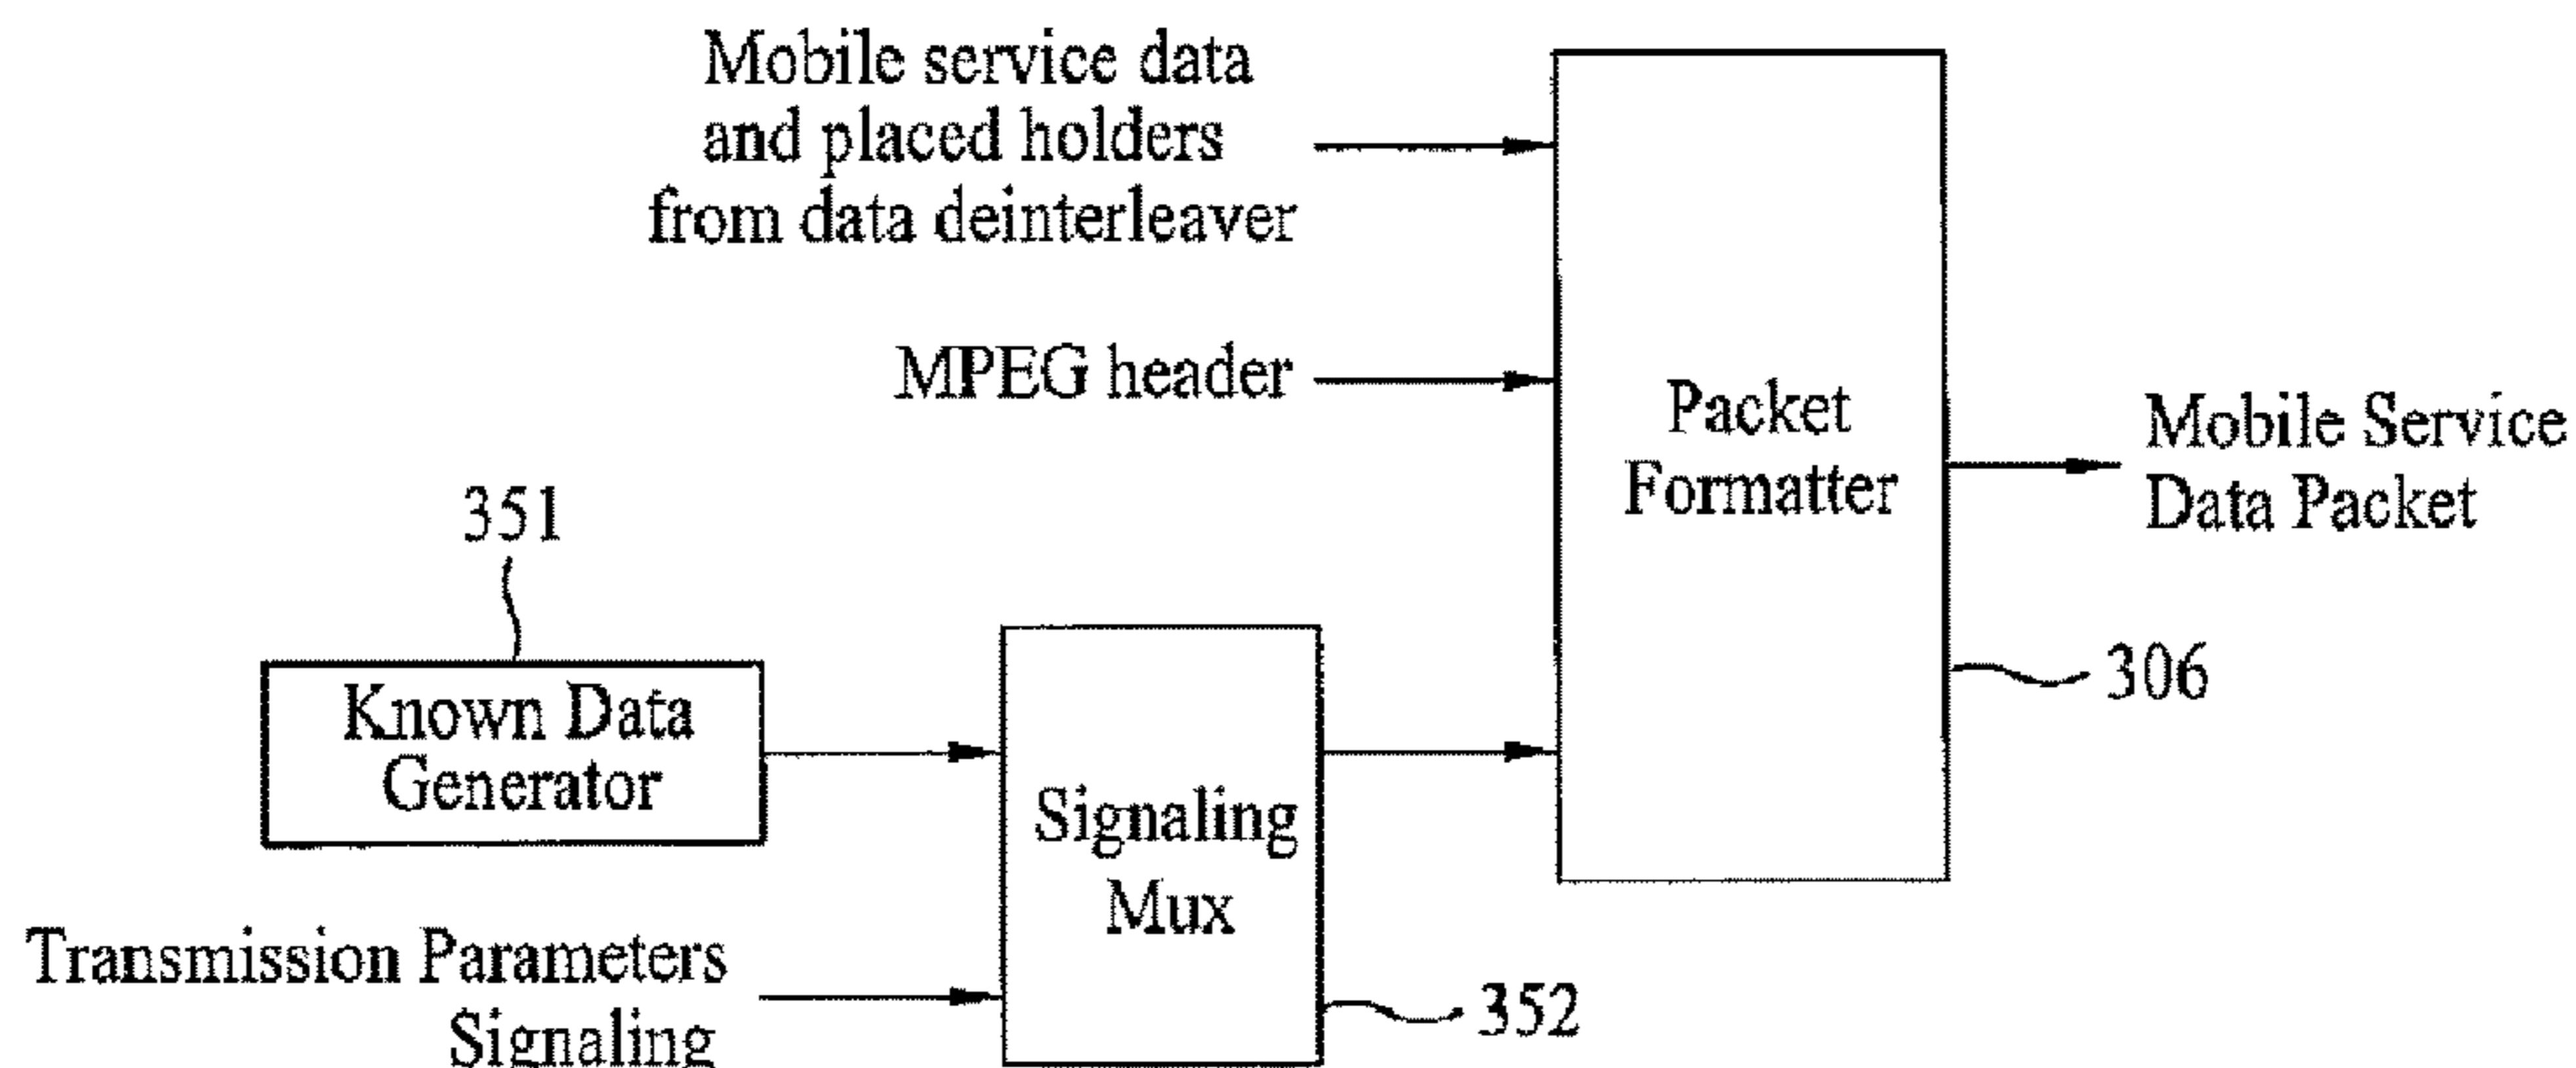 Mobile service data
and placed holders
from data deinterleaver
MPEG header
Packet
Formatter
Mobile Service
Data Packet
351
Known Data
Generator
306
Signaling
Mux
Transmission Parameters
Signaling
352